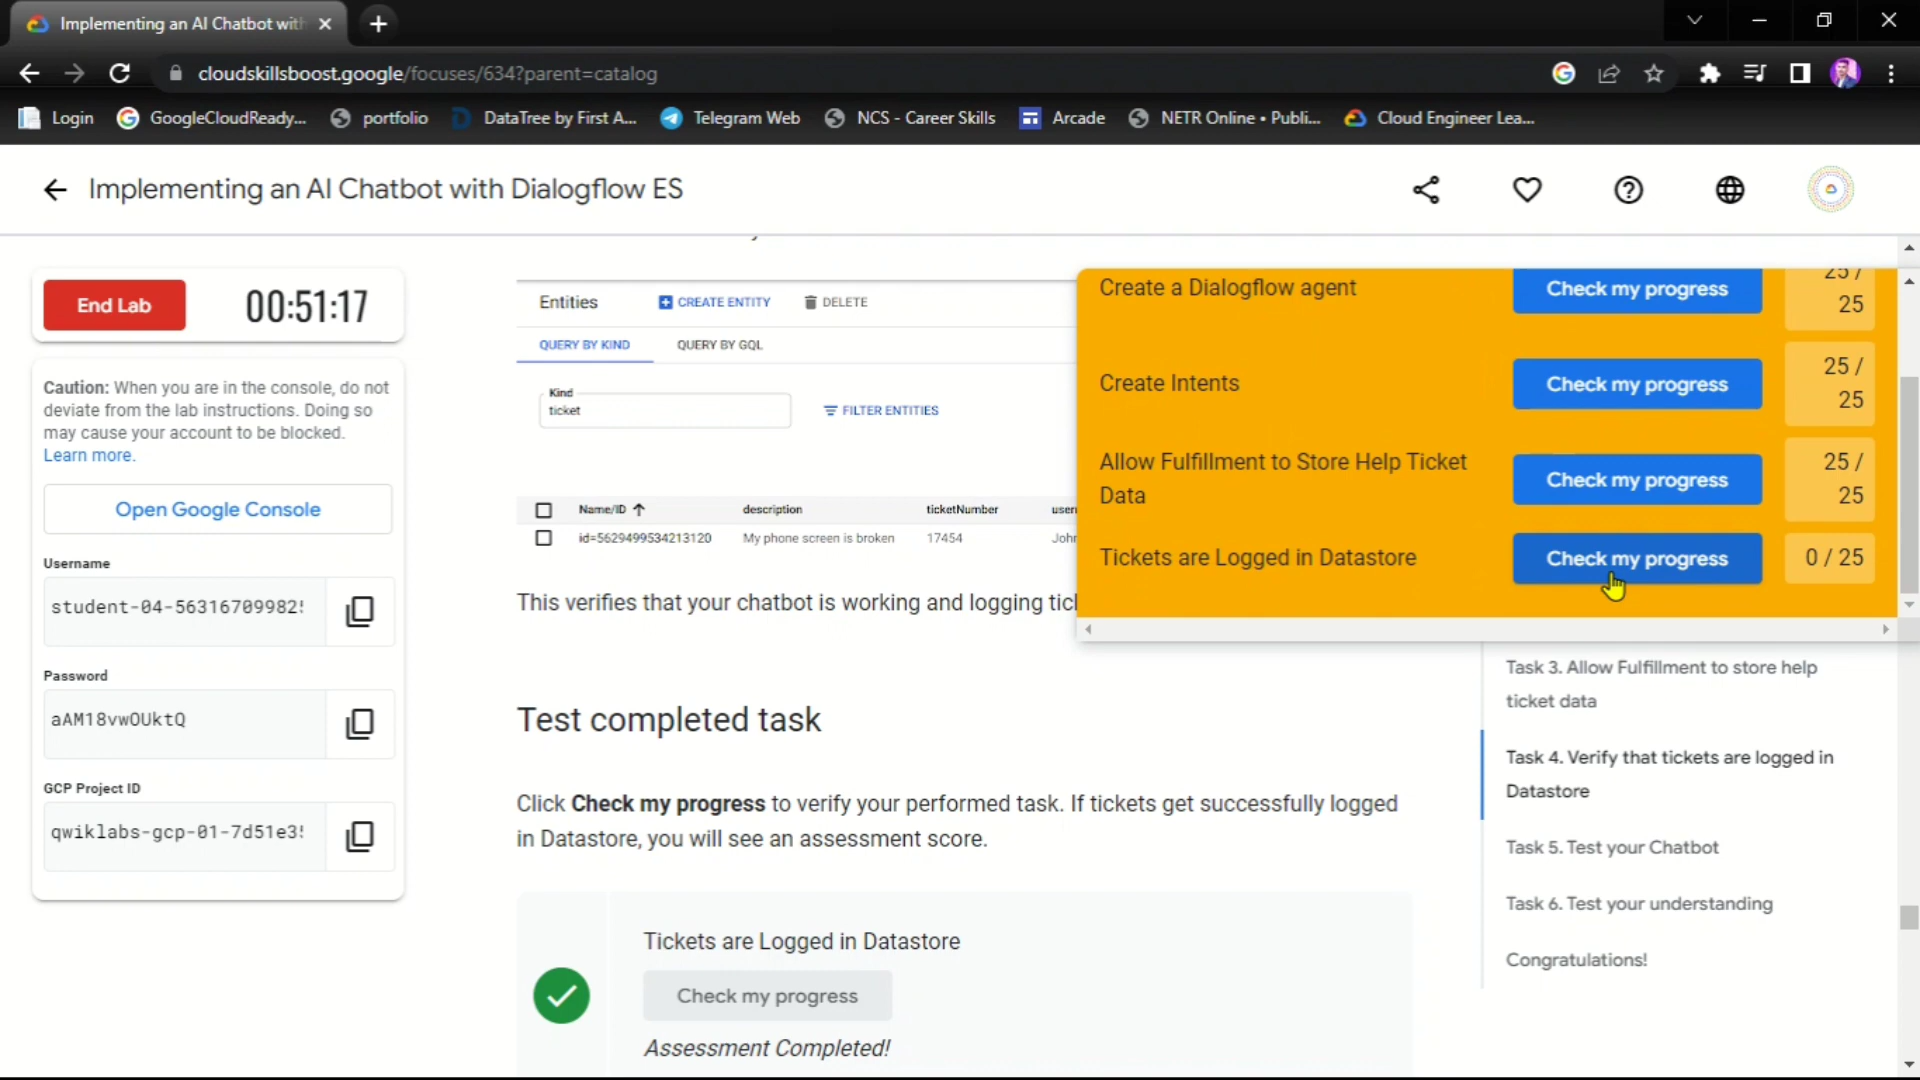 Implementing an AI Chatbot with
cloudskillsboost.google/focuses/634?parent=catalog
Login
GoogleCloudReady...
portfolio
DataTree by First A...
Telegram Web
NCS - Career Skills
Arcade
NETR Online • Publi...
Cloud Engineer Lea...
Implementing an AI Chatbot with Dialogflow ES
End Lab
00:51:17
Caution: When you are in the console, do not
deviate from the lab instructions. Doing so
may cause your account to be blocked.
Learn more.
Open Google Console
Username
student-04-56316709982
Password
aAM18vwOUktQ
GCP Project ID
qwiklabs-gcp-01-7d51e3
Entities
CREATE ENTITY
DELETE
QUERY BY KIND
QUERY BY GQL
Kind
ticket
FILTER ENTITIES
Name/ID
description
ticketNumber
user
id=5629499534213120
My phone screen is broken
17454
John
This verifies that your chatbot is working and logging tic
Test completed task
Click Check my progress to verify your performed task. If tickets get successfully logged
in Datastore, you will see an assessment score.
Tickets are Logged in Datastore
Check my progress
Assessment Completed!
Create a Dialogflow agent
Check my progress
25 /
25
Create Intents
Check my progress
25 /
25
Allow Fulfillment to Store Help Ticket
Data
Check my progress
25 /
25
Tickets are Logged in Datastore
Check my progress
0 / 25
Task 3. Allow Fulfillment to store help
ticket data
Task 4. Verify that tickets are logged in
Datastore
Task 5. Test your Chatbot
Task 6. Test your understanding
Congratulations!